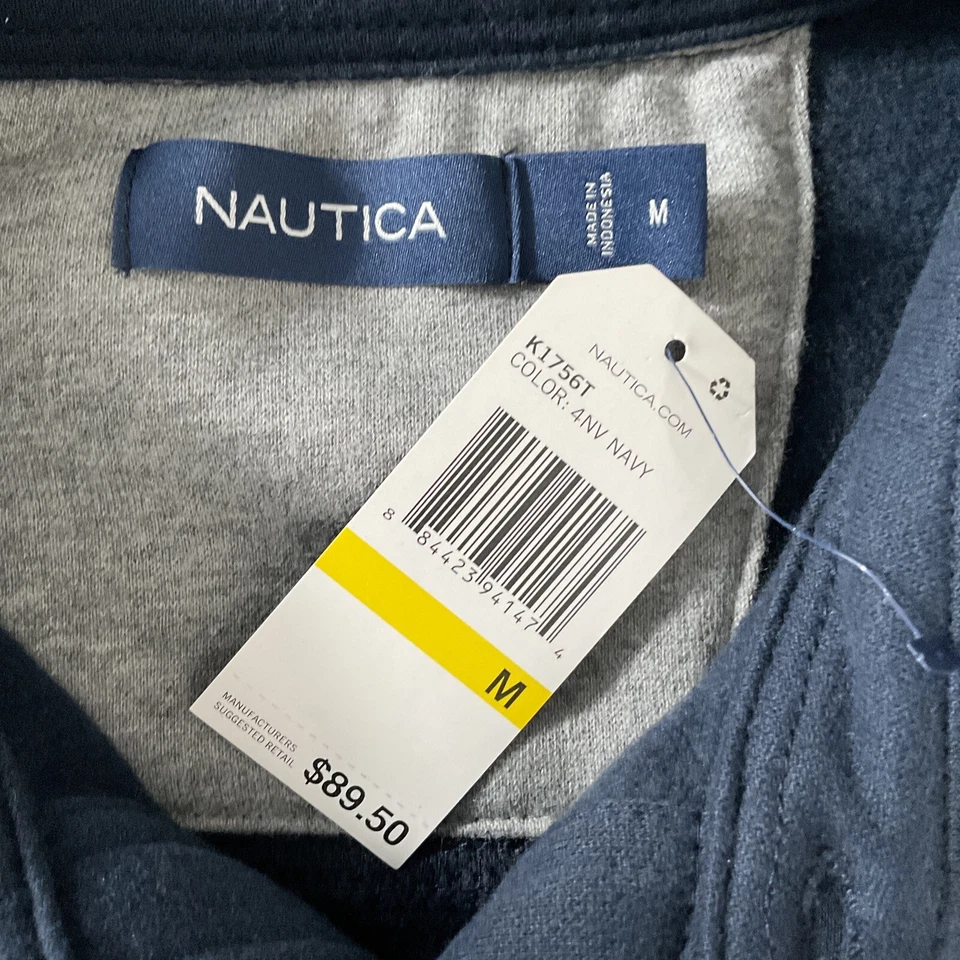 NAUTICA
MADE IN
INDONESIA
M
NAUTICA.COM
K1756T
COLOR: 4NV NAVY
8 84423 94147 4
M
MANUFACTURERS
SUGGESTED RETAIL
$89.50